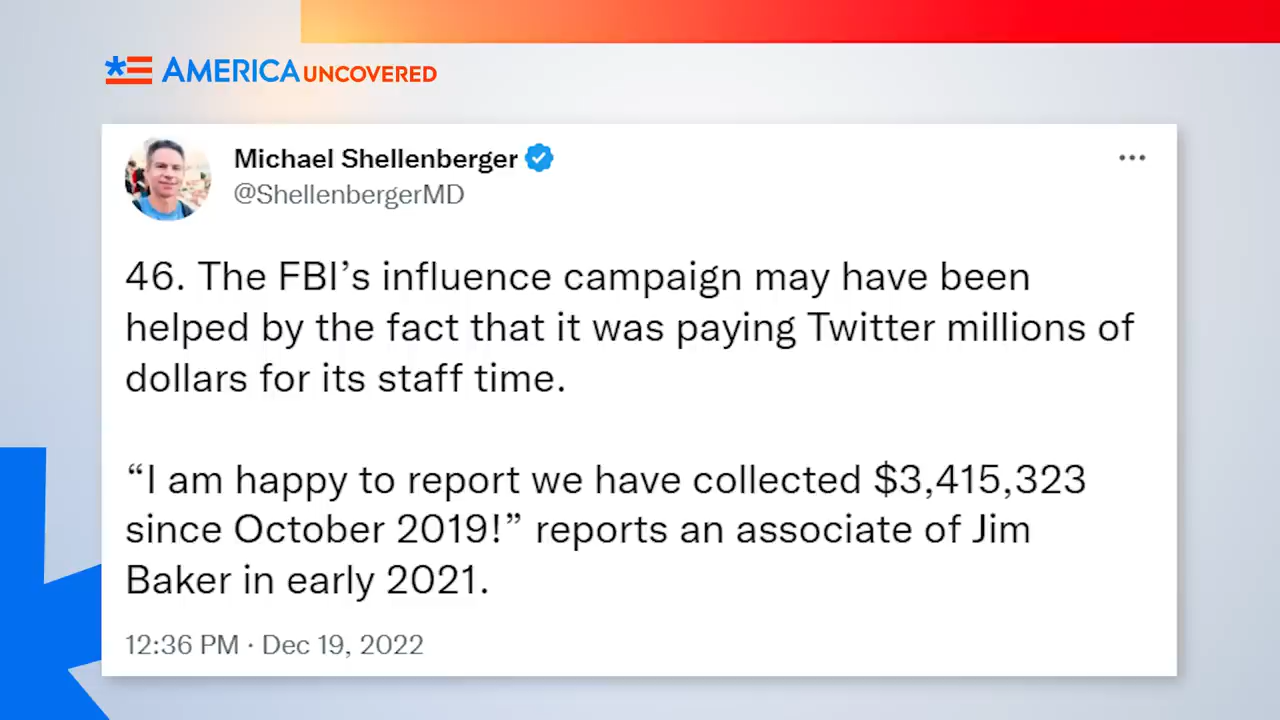 AMERICA UNCOVERED
Michael Shellenberger
@ShellenbergerMD
46. The FBI’s influence campaign may have been
helped by the fact that it was paying Twitter millions of
dollars for its staff time.
“I am happy to report we have collected $3,415,323
since October 2019!” reports an associate of Jim
Baker in early 2021.
12:36 PM · Dec 19, 2022